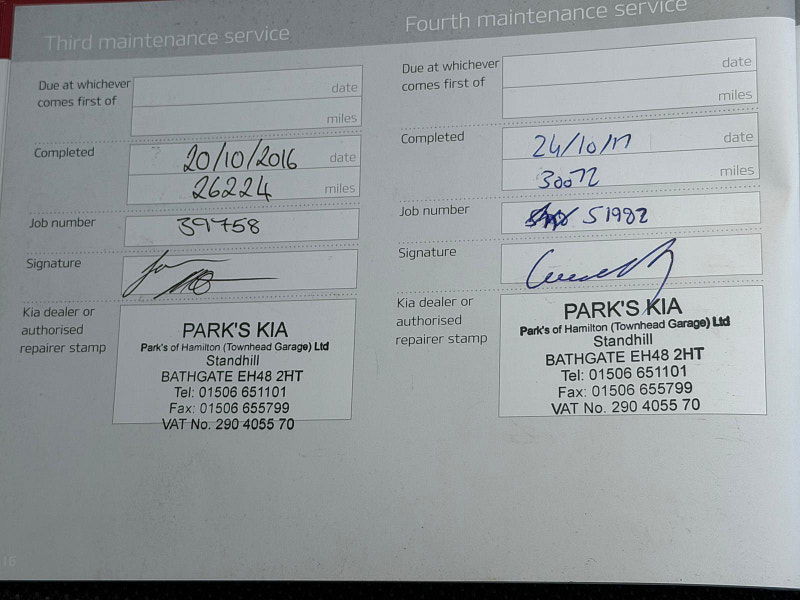 Third maintenance service
Due at whichever
comes first of
date
miles
Completed
20/10/2016 date
26224 miles
Job number
39758
Signature
Kia dealer or
authorised
repairer stamp
PARK'S KIA
Park's of Hamilton (Townhead Garage) Ltd
Standhill
BATHGATE EH48 2HT
Tel: 01506 651101
Fax: 01506 655799
VAT No. 290 4055 70
Fourth maintenance service
Due at whichever
comes first of
date
miles
Completed
24/10/17 date
30072 miles
Job number
51982
Signature
Kia dealer or
authorised
repairer stamp
PARK'S KIA
Park's of Hamilton (Townhead Garage) Ltd
Standhill
BATHGATE EH48 2HT
Tel: 01506 651101
Fax: 01506 655799
VAT No. 290 4055 70
16